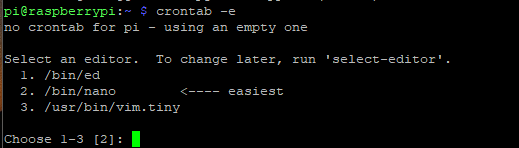 pi@raspberrypi:~ $ crontab -e
no crontab for pi - using an empty one
Select an editor.  To change later, run 'select-editor'.
1. /bin/ed
2. /bin/nano        <---- easiest
3. /usr/bin/vim.tiny
Choose 1-3 [2]: